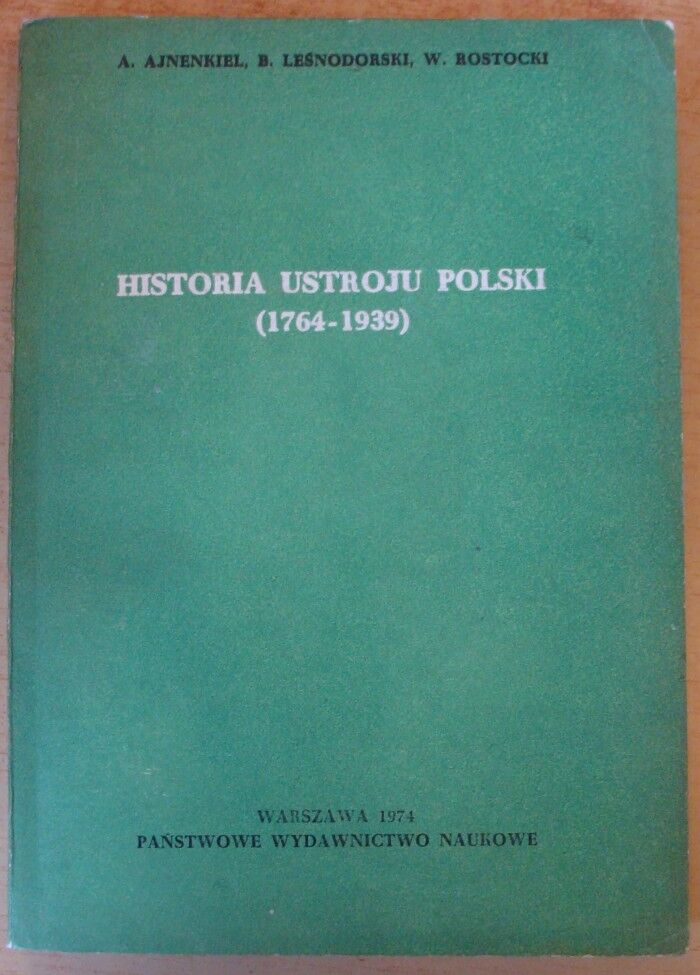 A. AJNENKIEL, B. LEŚNODORSKI, W. ROSTOCKI
HISTORIA USTROJU POLSKI
(1764-1939)
WARSZAWA 1974
PAŃSTWOWE WYDAWNICTWO NAUKOWE